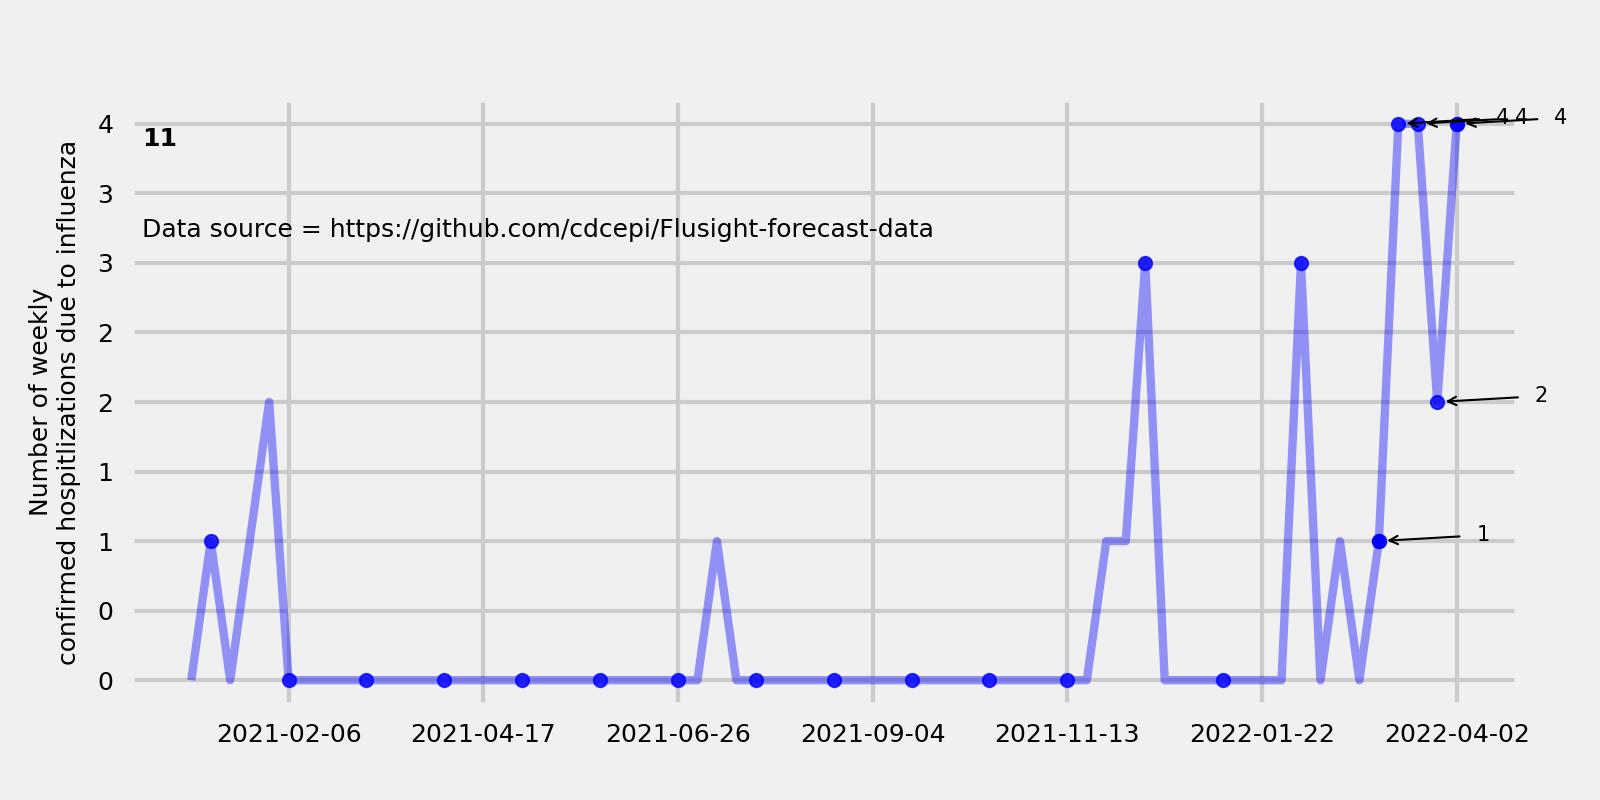 4
3
3
2
2
1
1
0
0
11
Data source = https://github.com/cdcepi/Flusight-forecast-data
4 4 4
2
1
Number of weekly
confirmed hospitlizations due to influenza
2021-02-06 2021-04-17 2021-06-26 2021-09-04 2021-11-13 2022-01-22 2022-04-02